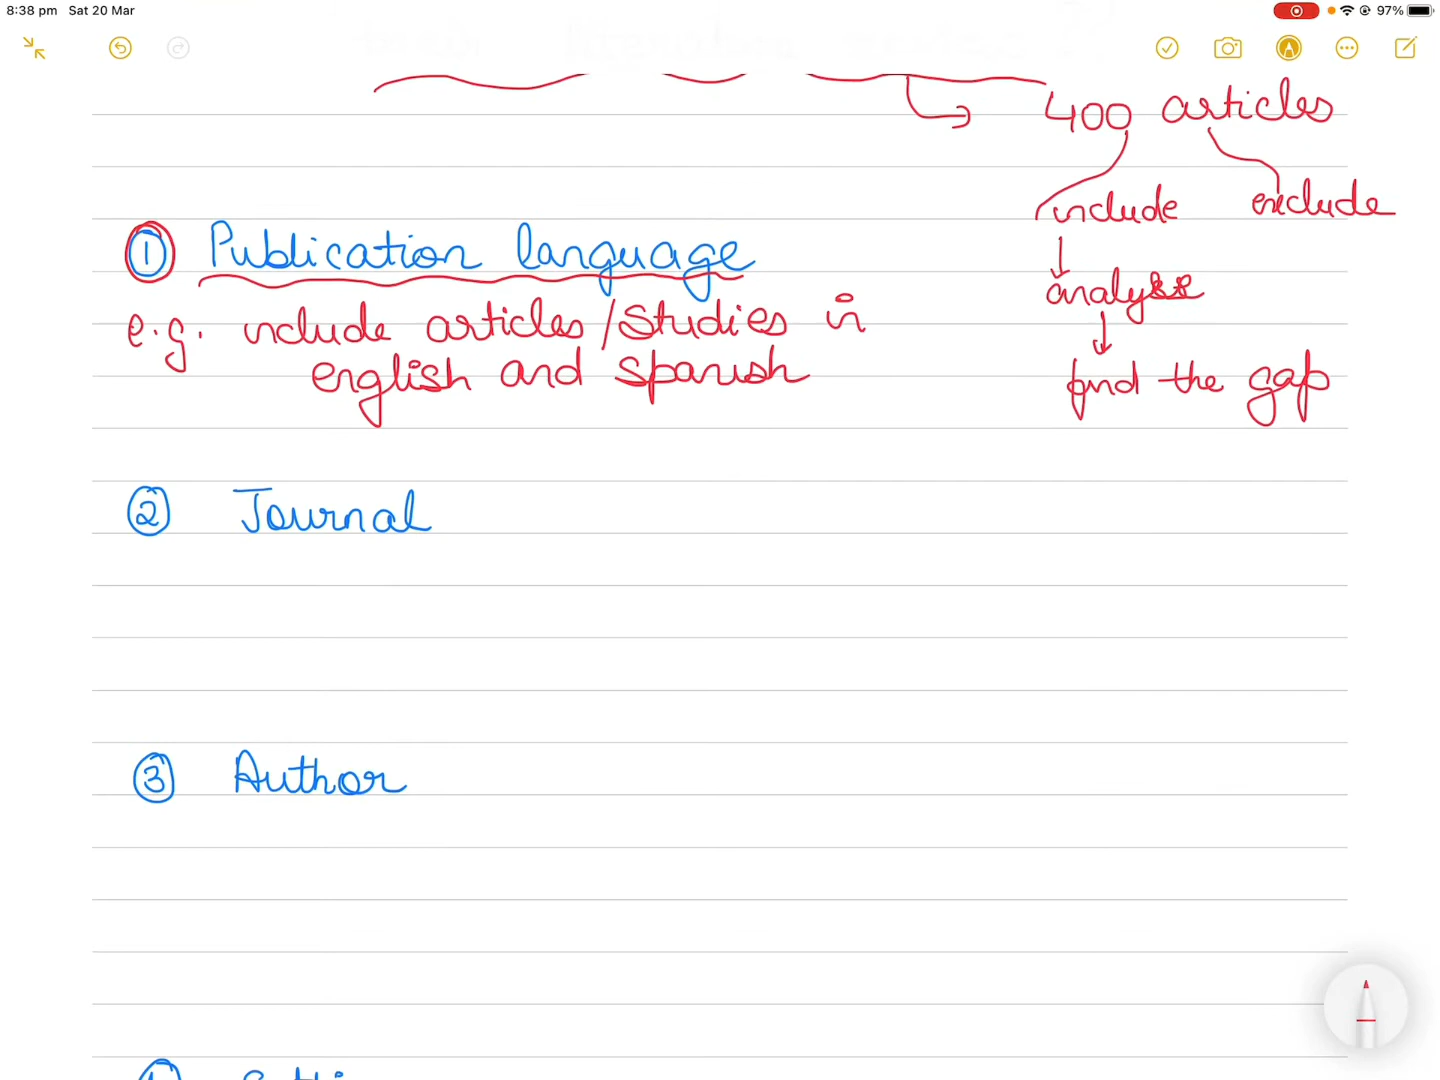 8:38 pm Sat 20 Mar
97%
400 articles
include exclude
① Publication language
analyse
e.g. include articles/studies in
english and spanish
find the gap
② Journal
③ Author